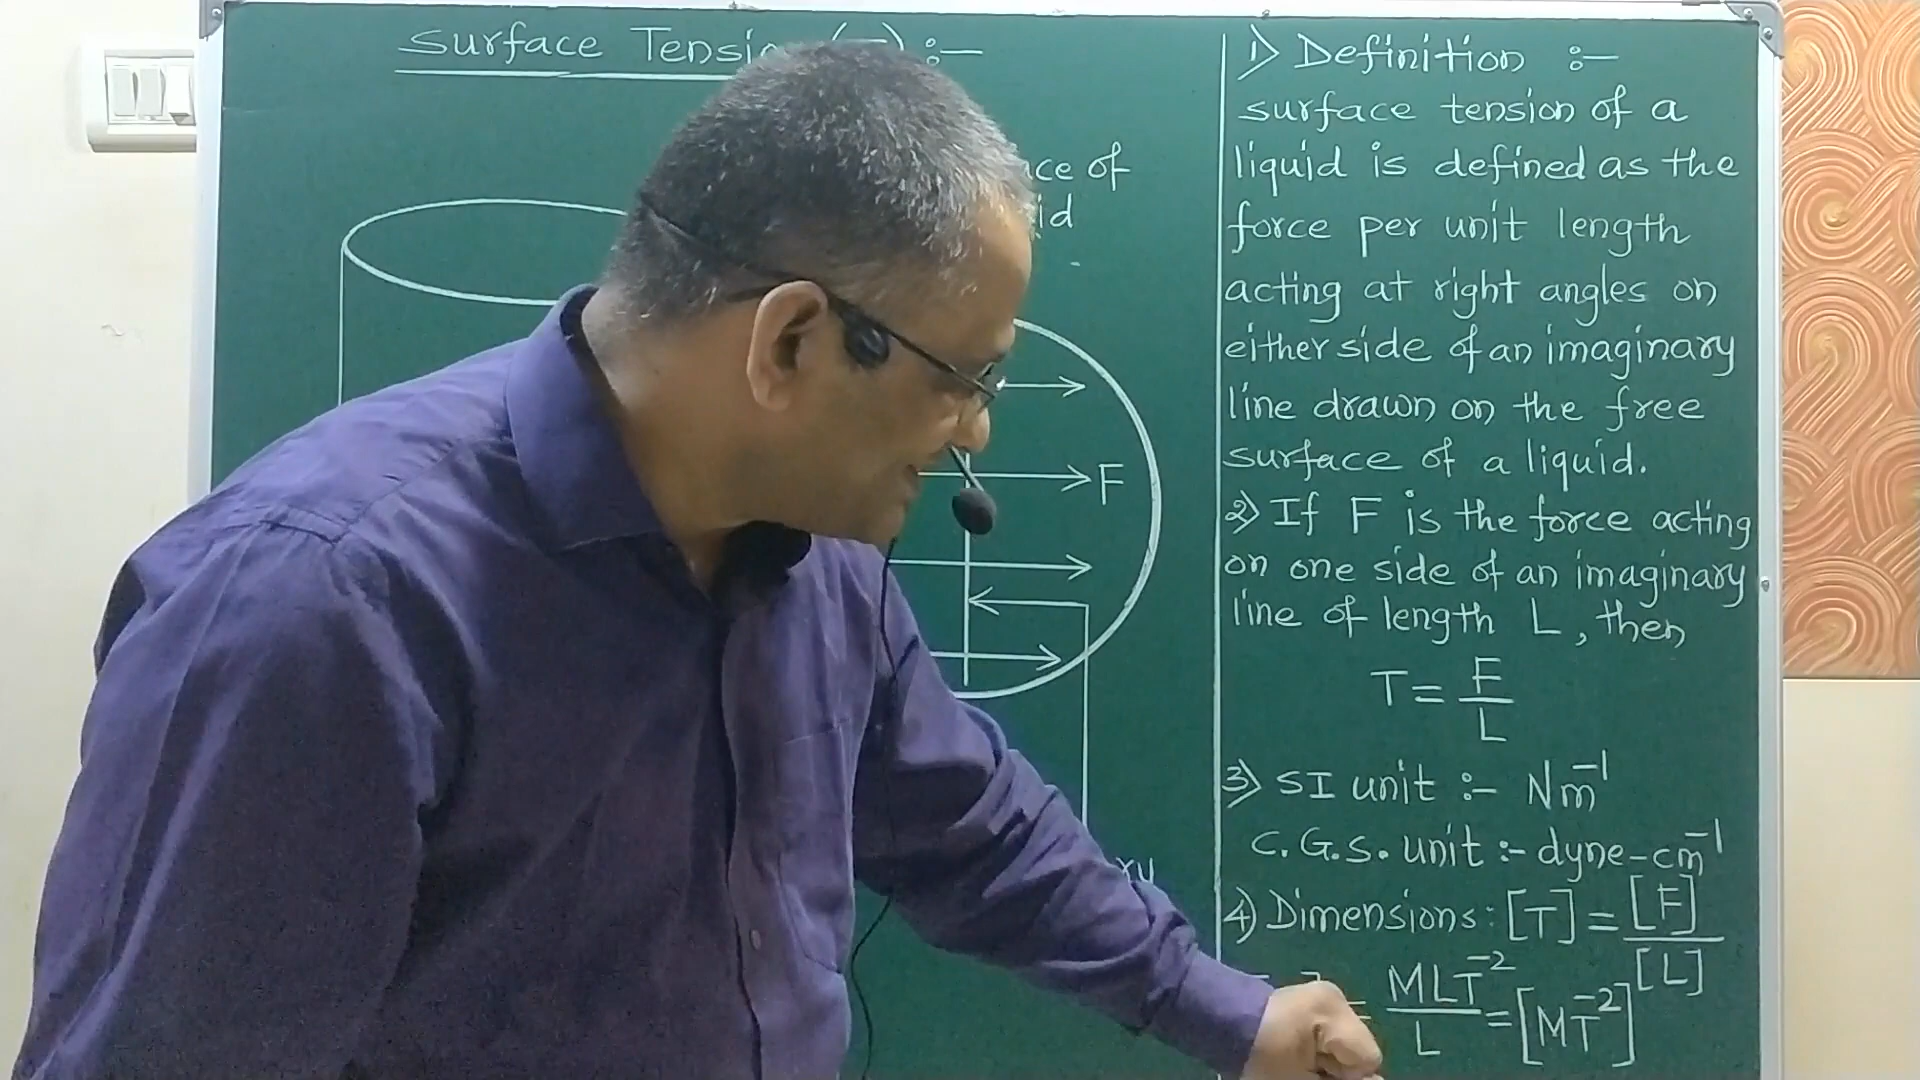 Surface Tension (T) :-
of
F
1) Definition :-
surface tension of a
liquid is defined as the
force per unit length
acting at right angles on
either side of an imaginary
line drawn on the free
surface of a liquid.
2) If F is the force acting
on one side of an imaginary
line of length L, then
T = F/L
3) SI unit :- Nm⁻¹
C.G.S. unit :- dyne-cm⁻¹
4) Dimensions: [T] = [F]/[L]
= MLT⁻²/L = [MT⁻²]